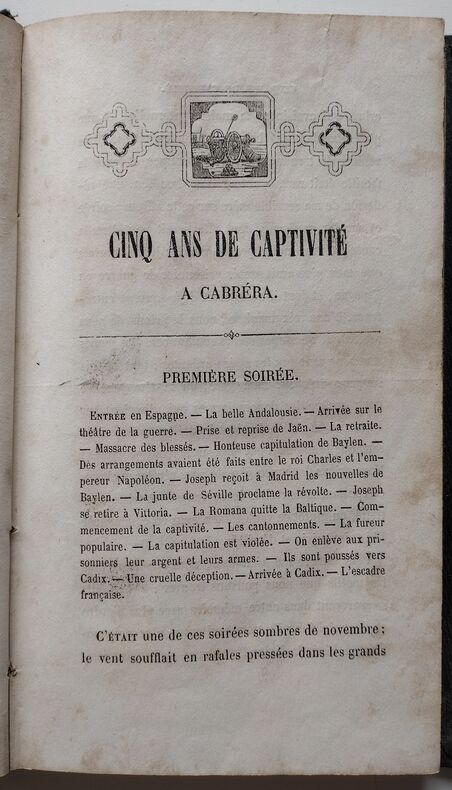 CINQ ANS DE CAPTIVITÉ
A CABRÉRA.
PREMIÈRE SOIRÉE.
ENTRÉE en Espagne. — La belle Andalousie. — Arrivée sur le
théâtre de la guerre. — Prise et reprise de Jaën. — La retraite.
— Massacre des blessés. — Honteuse capitulation de Baylen. —
Des arrangements avaient été faits entre le roi Charles et l'em-
pereur Napoléon. — Joseph reçoit à Madrid les nouvelles de
Baylen. — La junte de Séville proclame la révolte. — Joseph
se retire à Vittoria. — La Romana quitte la Baltique. — Com-
mencement de la captivité. — Les cantonnements. — La fureur
populaire. — La capitulation est violée. — On enlève aux pri-
sonniers leur argent et leurs armes. — Ils sont poussés vers
Cadix. — Une cruelle déception. — Arrivée à Cadix. — L'escadre
française.
C'ÉTAIT une de ces soirées sombres de novembre ;
le vent soufflait en rafales pressées dans les grands